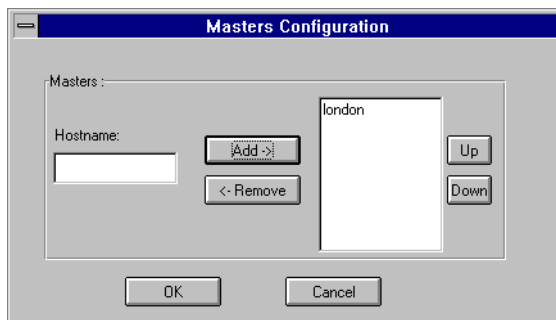 Masters Configuration
Masters :
Hostname:
london
Add ->
<- Remove
Up
Down
OK
Cancel